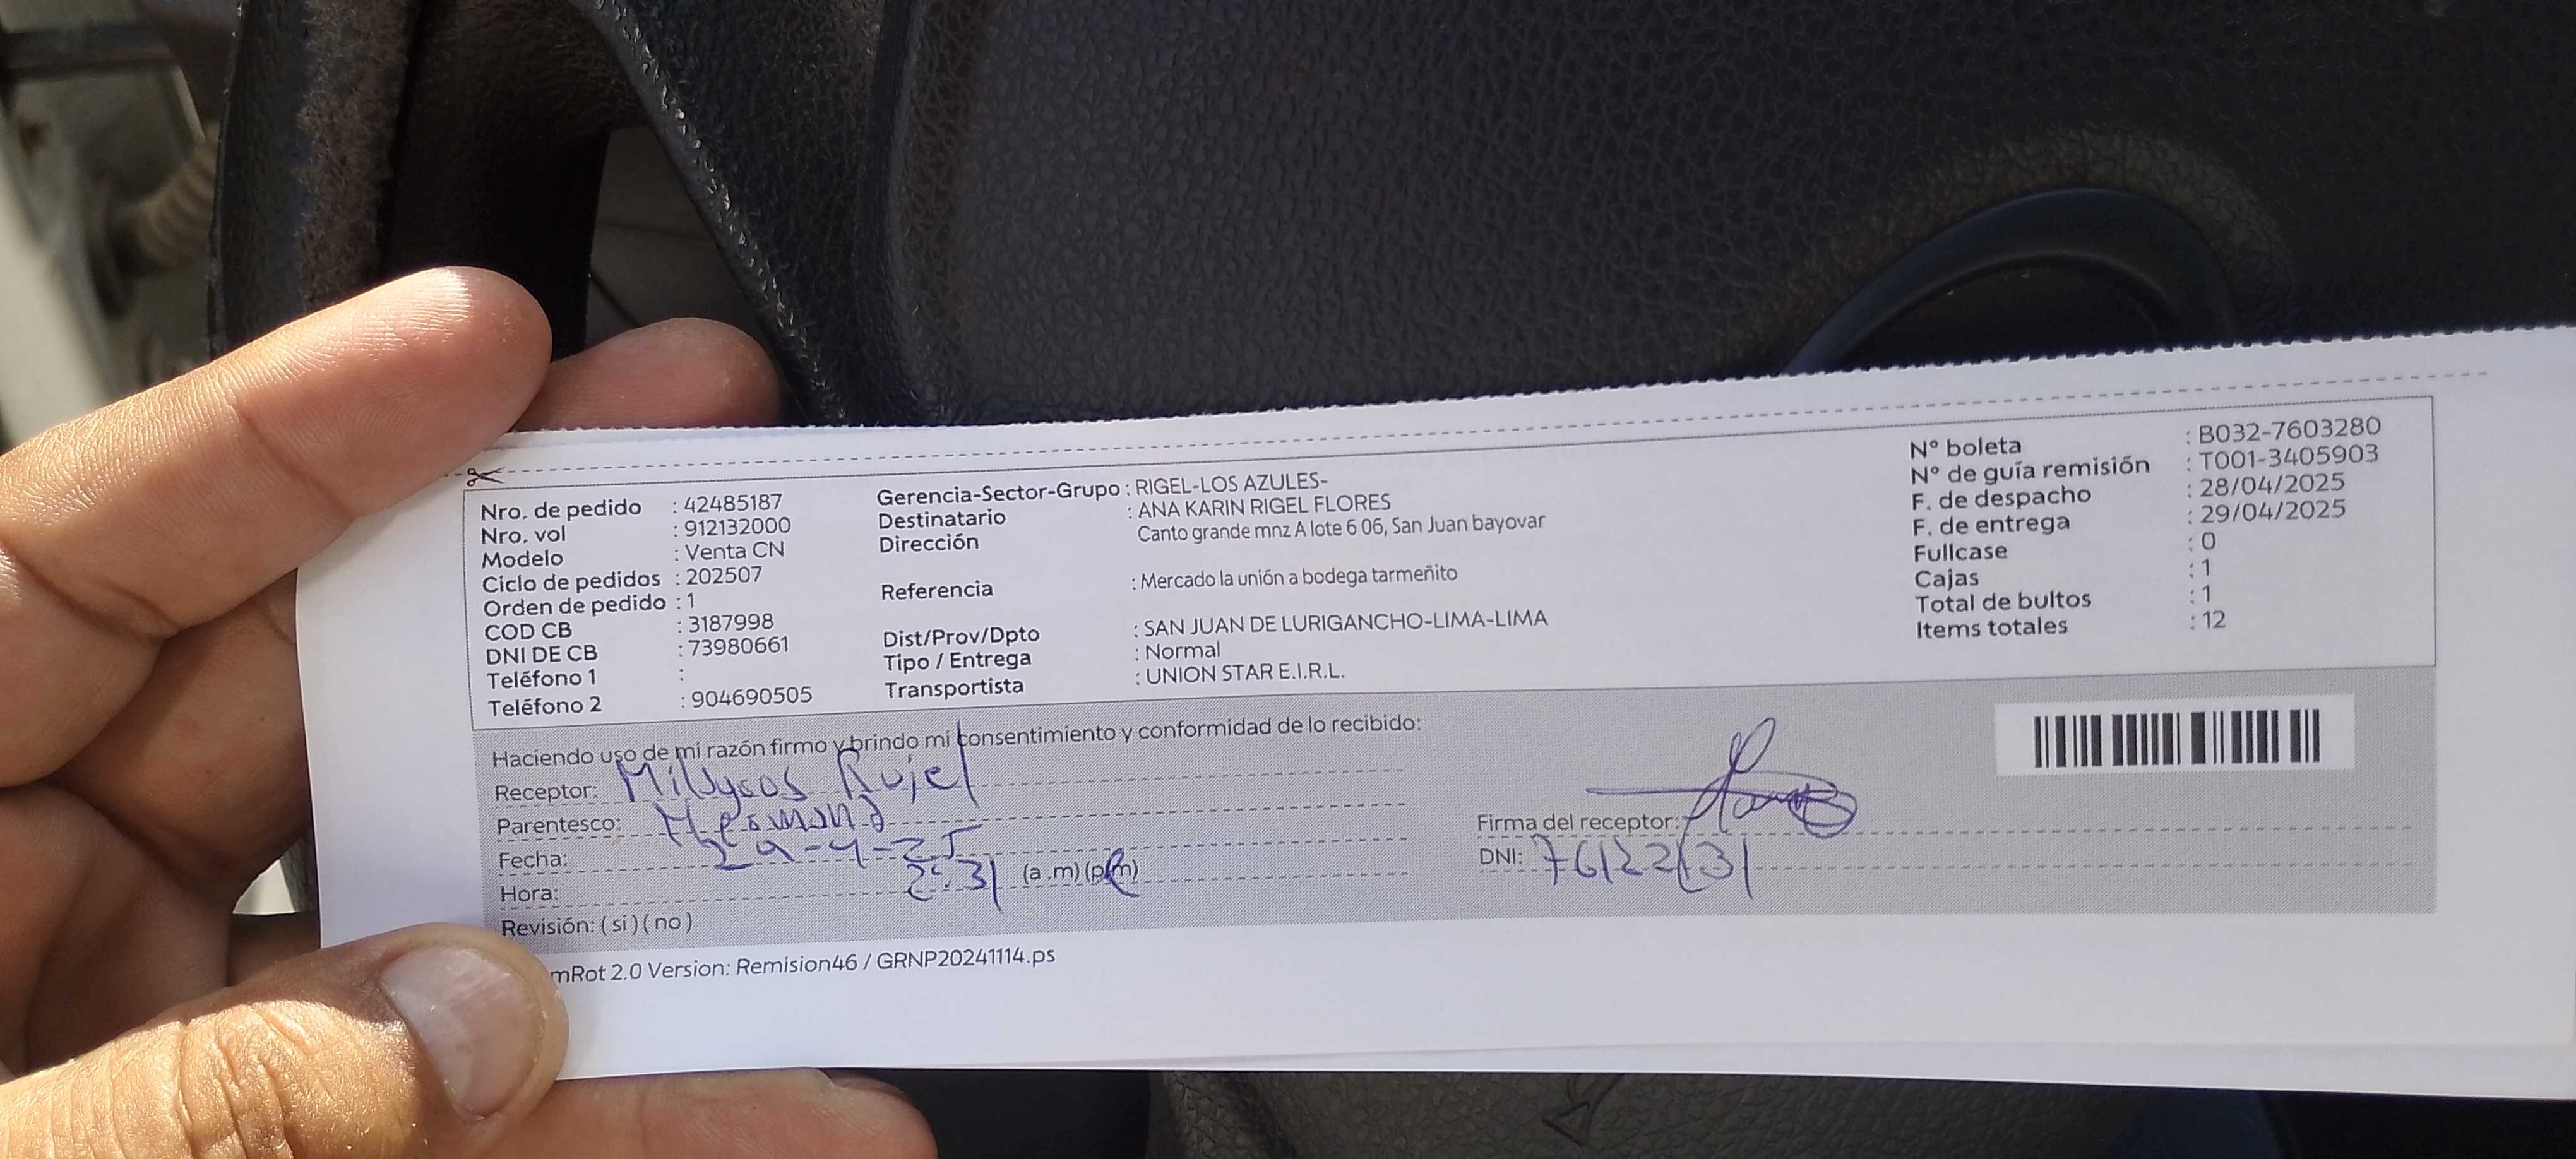 Nro. de pedido : 42485187
Nro. vol : 912132000
Modelo : Venta CN
Ciclo de pedidos : 202507
Orden de pedido : 1
COD CB : 3187998
DNI DE CB : 73980661
Teléfono 1 :
Teléfono 2 : 904690505
Gerencia-Sector-Grupo : RIGEL-LOS AZULES-
Destinatario : ANA KARIN RIGEL FLORES
Dirección Canto grande mnz A lote 6 06, San Juan bayovar
Referencia : Mercado la unión a bodega tarmeñito
Dist/Prov/Dpto : SAN JUAN DE LURIGANCHO-LIMA-LIMA
Tipo / Entrega : Normal
Transportista : UNION STAR E.I.R.L.
N° boleta : B032-7603280
N° de guía remisión : T001-3405903
F. de despacho : 28/04/2025
F. de entrega : 29/04/2025
Fullcase : 0
Cajas : 1
Total de bultos : 1
Items totales : 12
Haciendo uso de mi razón firmo y brindo mi consentimiento y conformidad de lo recibido:
Receptor: Milagros Rujel
Parentesco: Hermana
Fecha: 29-4-25
Hora: 2:31 (a .m) (p.m)
Revisión: ( si ) ( no )
Firma del receptor:
DNI:
mRot 2.0 Version: Remision46 / GRNP20241114.ps